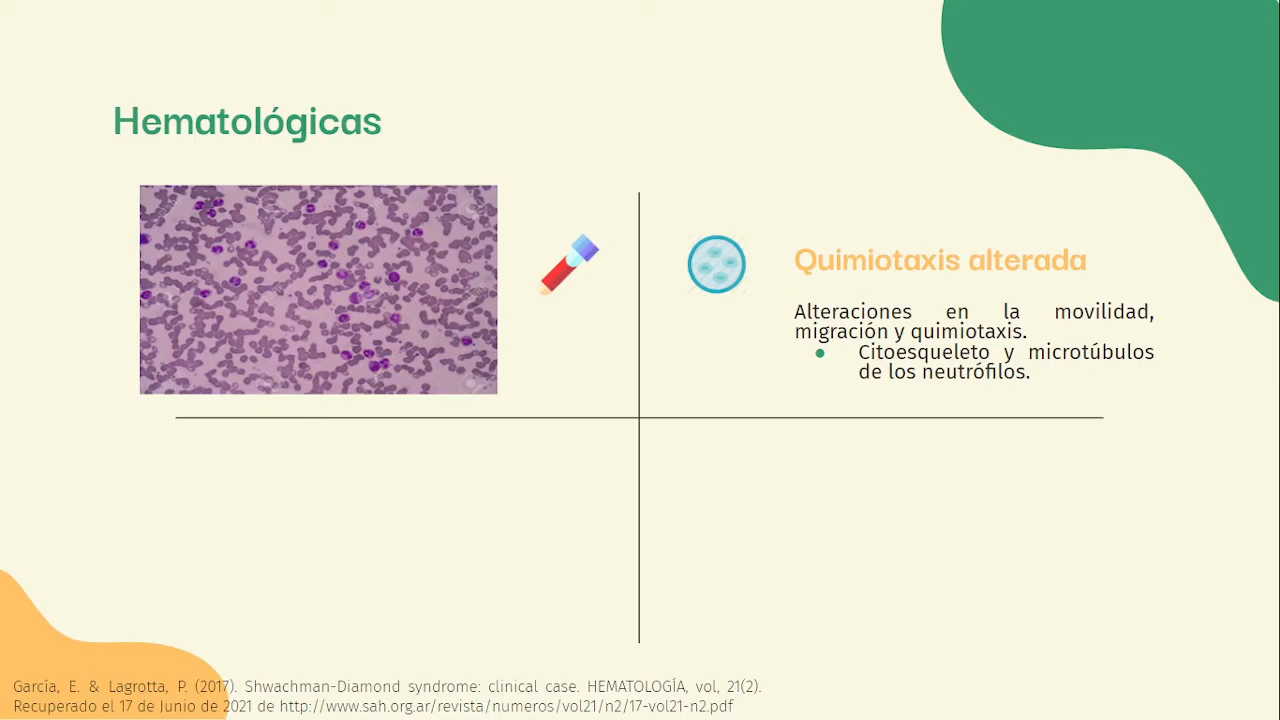 Hematológicas
Quimiotaxis alterada
Alteraciones en la movilidad,
migración y quimiotaxis.
● Citoesqueleto y microtúbulos
de los neutrófilos.
García, E. & Lagrotta, P. (2017). Shwachman-Diamond syndrome: clinical case. HEMATOLOGÍA, vol, 21(2).
Recuperado el 17 de Junio de 2021 de http://www.sah.org.ar/revista/numeros/vol21/n2/17-vol21-n2.pdf